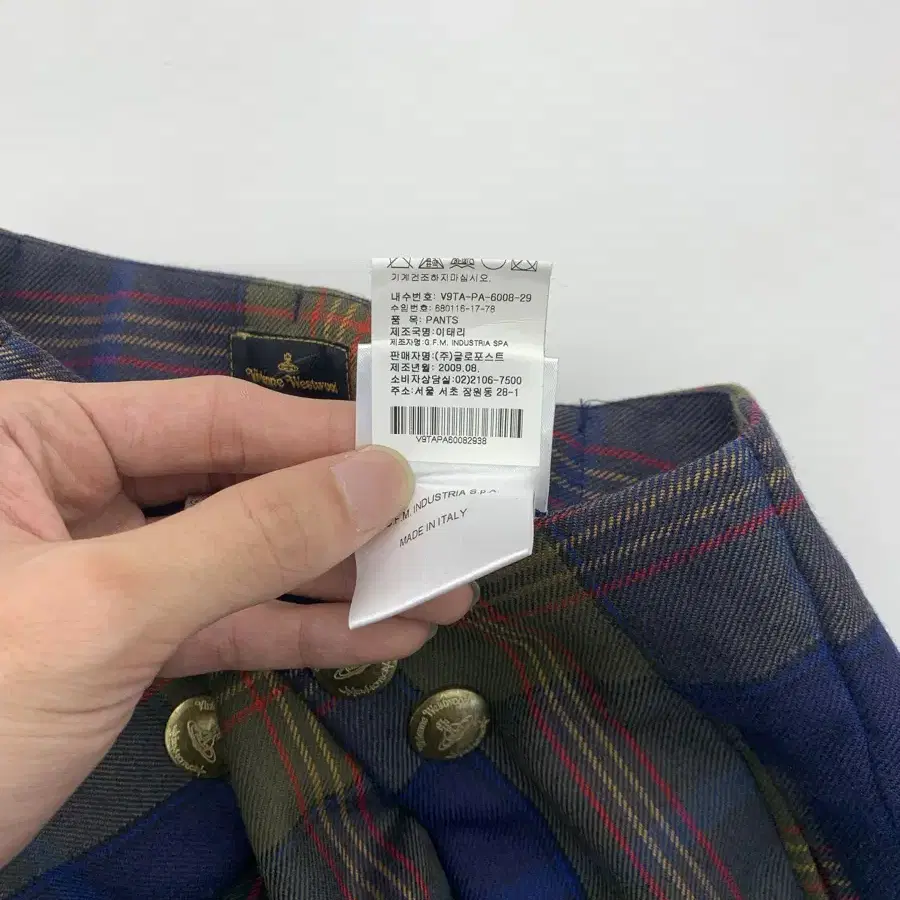 기계건조하지마십시오.
내수번호: V9TA-PA-6008-29
수입번호: 680116-17-78
품 목: PANTS
제조국명: 이태리
제조자명:G.F.M. INDUSTRIA SPA
판매자명: (주)글로포스트
제조년월: 2009.08.
소비자상담실:02)2106-7500
주소:서울 서초 잠원동 28-1
V9TAPA60082938
G.F.M. INDUSTRIA S.P.A
MADE IN ITALY
Vivienne Westwood